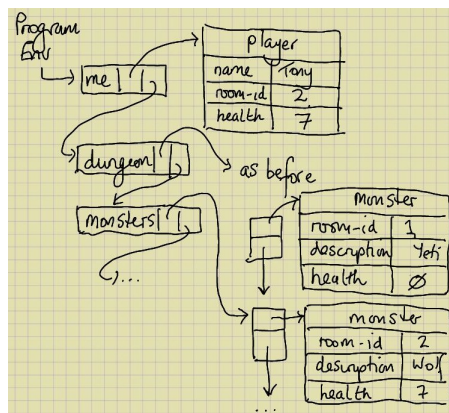 Program
Env
me
player
name Tony
room-id 2
health 7
dungeon
as before
monsters
...
monster
room-id 1
description Yeti
health Ø
monster
room-id 2
description Wolf
health 7
...